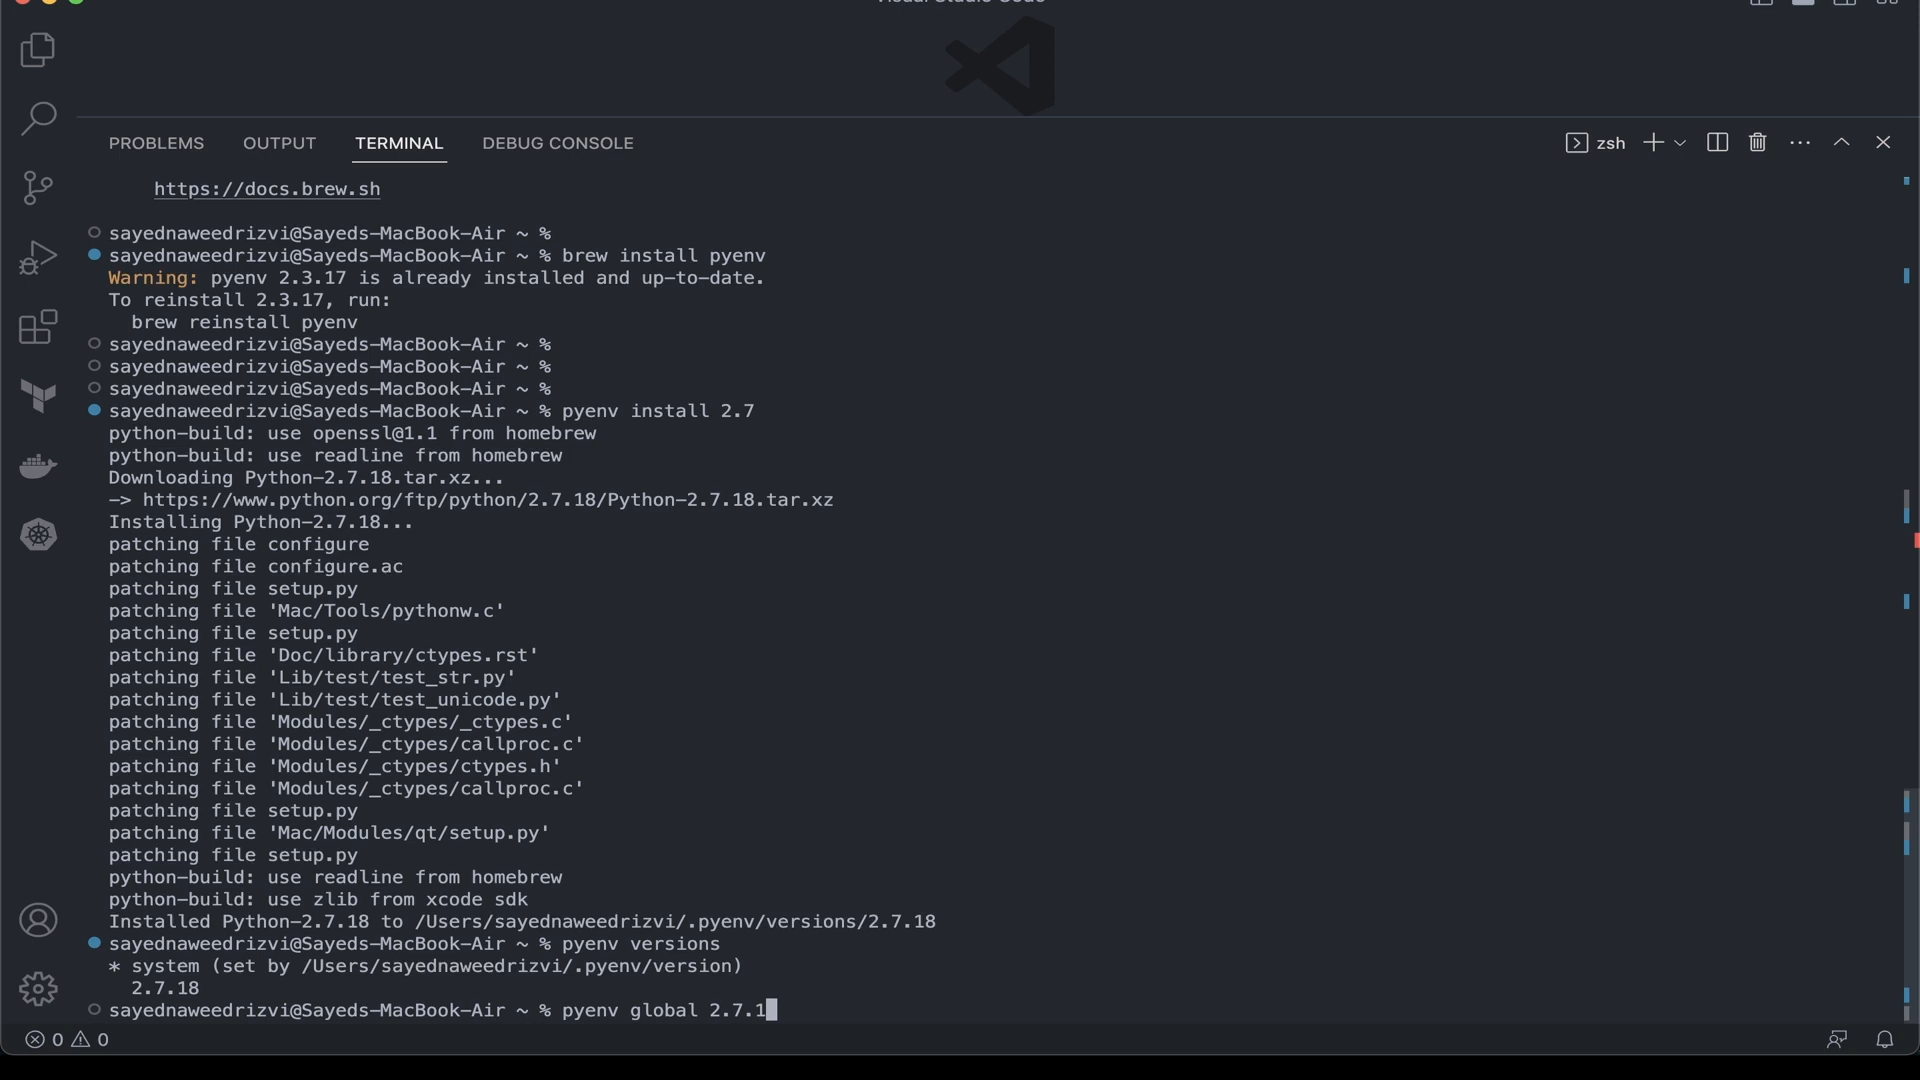 PROBLEMS OUTPUT TERMINAL DEBUG CONSOLE zsh
https://docs.brew.sh
sayednaweedrizvi@Sayeds-MacBook-Air ~ %
sayednaweedrizvi@Sayeds-MacBook-Air ~ % brew install pyenv
Warning: pyenv 2.3.17 is already installed and up-to-date.
To reinstall 2.3.17, run:
brew reinstall pyenv
sayednaweedrizvi@Sayeds-MacBook-Air ~ %
sayednaweedrizvi@Sayeds-MacBook-Air ~ %
sayednaweedrizvi@Sayeds-MacBook-Air ~ %
sayednaweedrizvi@Sayeds-MacBook-Air ~ % pyenv install 2.7
python-build: use openssl@1.1 from homebrew
python-build: use readline from homebrew
Downloading Python-2.7.18.tar.xz...
-> https://www.python.org/ftp/python/2.7.18/Python-2.7.18.tar.xz
Installing Python-2.7.18...
patching file configure
patching file configure.ac
patching file setup.py
patching file 'Mac/Tools/pythonw.c'
patching file setup.py
patching file 'Doc/library/ctypes.rst'
patching file 'Lib/test/test_str.py'
patching file 'Lib/test/test_unicode.py'
patching file 'Modules/_ctypes/_ctypes.c'
patching file 'Modules/_ctypes/callproc.c'
patching file 'Modules/_ctypes/ctypes.h'
patching file 'Modules/_ctypes/callproc.c'
patching file setup.py
patching file 'Mac/Modules/qt/setup.py'
patching file setup.py
python-build: use readline from homebrew
python-build: use zlib from xcode sdk
Installed Python-2.7.18 to /Users/sayednaweedrizvi/.pyenv/versions/2.7.18
sayednaweedrizvi@Sayeds-MacBook-Air ~ % pyenv versions
* system (set by /Users/sayednaweedrizvi/.pyenv/version)
2.7.18
sayednaweedrizvi@Sayeds-MacBook-Air ~ % pyenv global 2.7.1
0 0